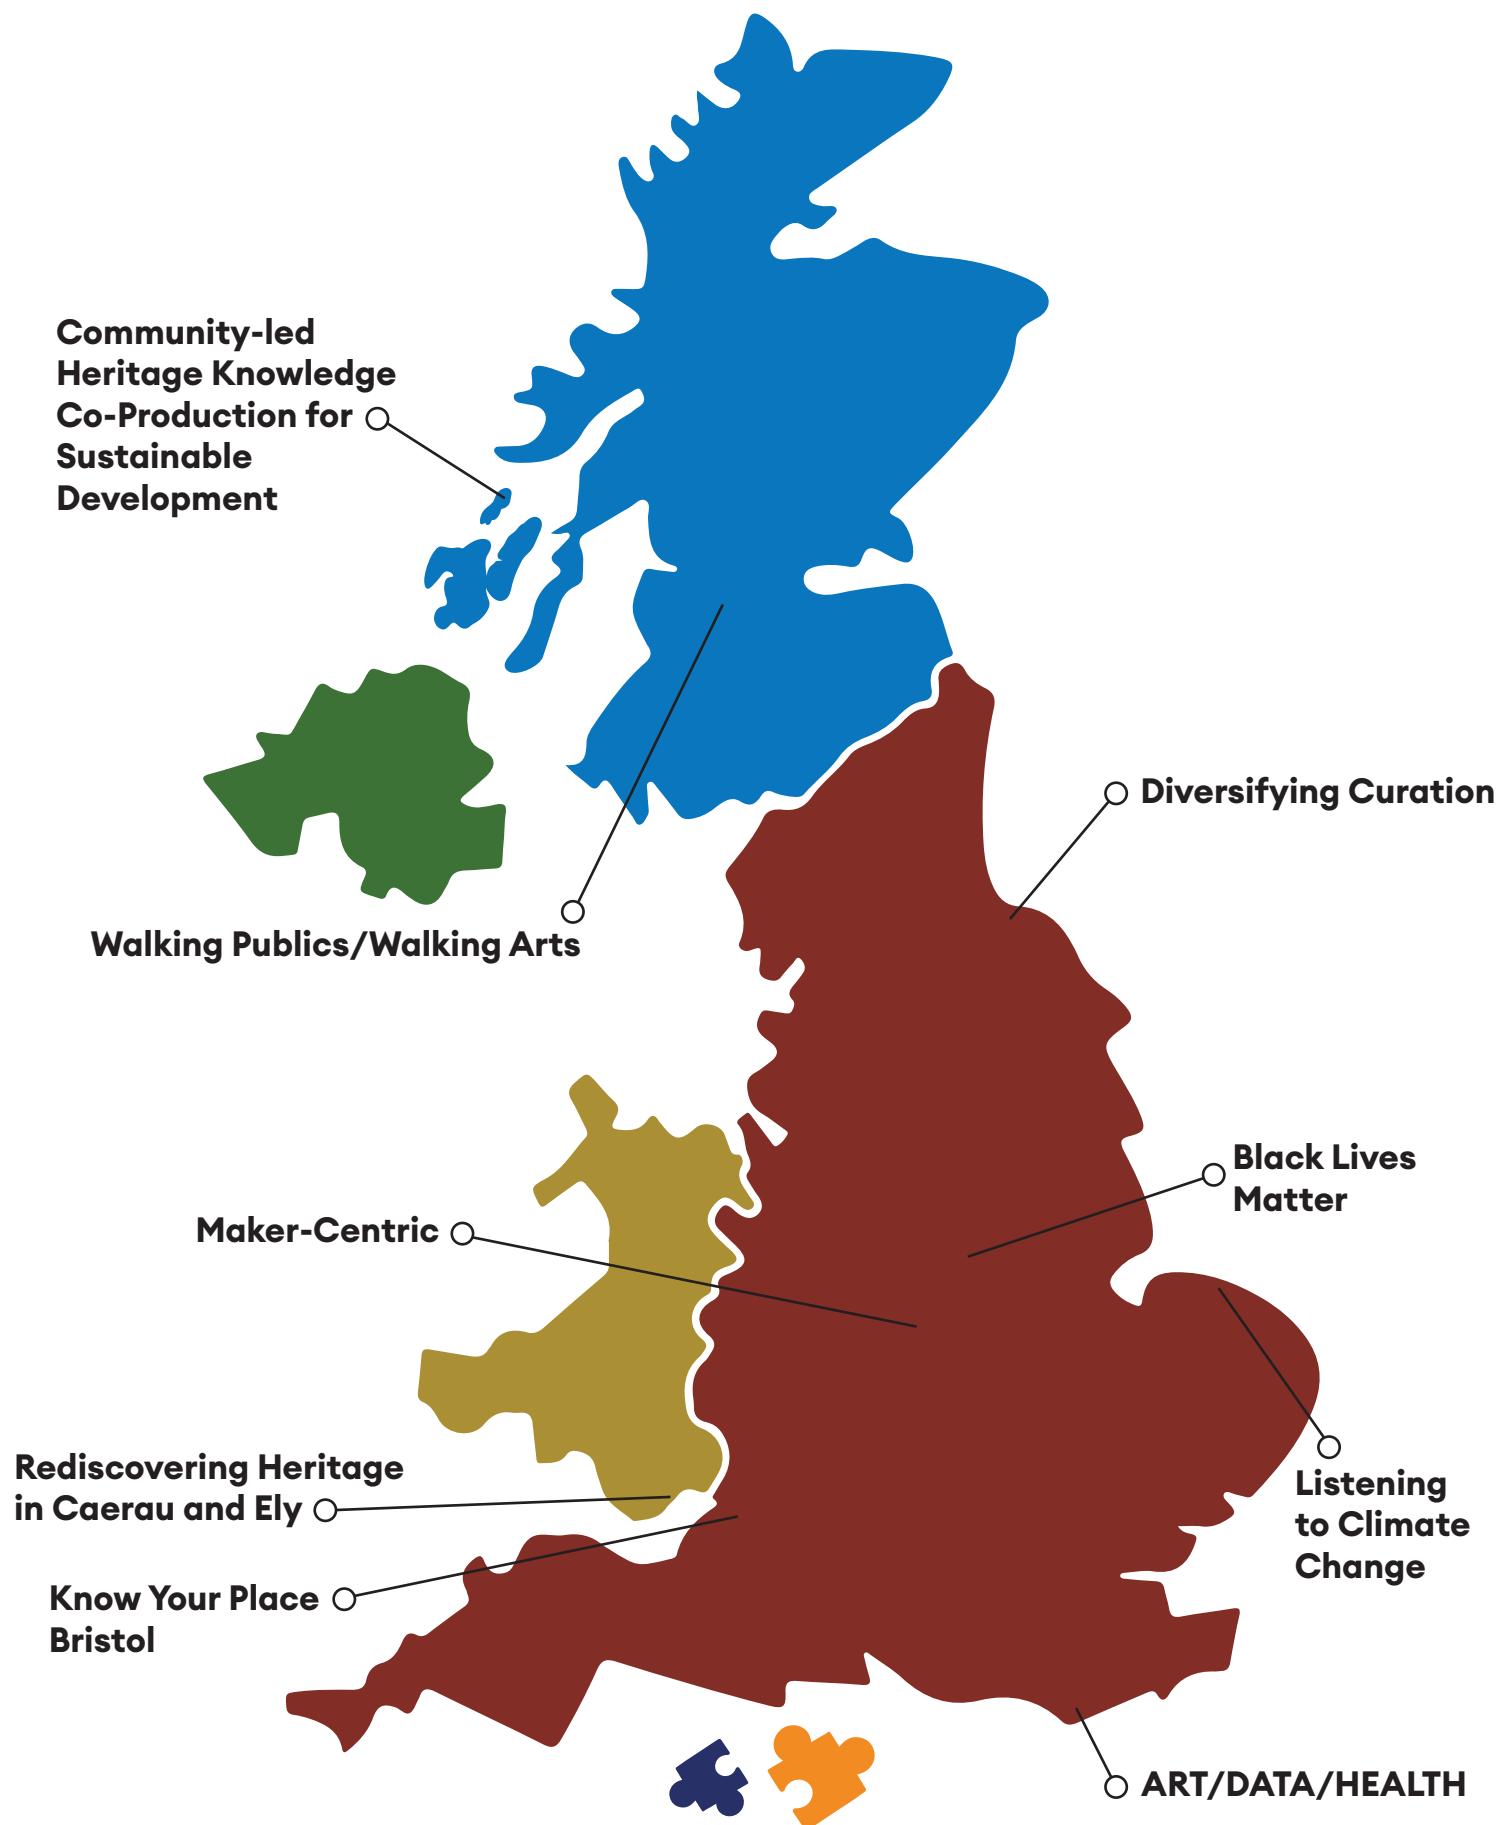 Community-led
Heritage Knowledge
Co-Production for
Sustainable
Development
Diversifying Curation
Walking Publics/Walking Arts
Black Lives
Matter
Maker-Centric
Rediscovering Heritage
in Caerau and Ely
Listening
to Climate
Change
Know Your Place
Bristol
ART/DATA/HEALTH